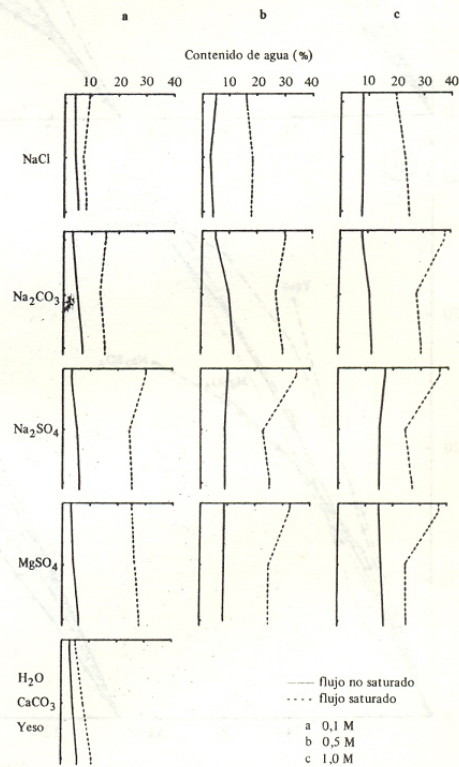 a b c
Contenido de agua (%)
10 20 40 10 20 30 40 10 20 30 40
NaCl
Na₂CO₃
Na₂SO₄
MgSO₄
H₂O
CaCO₃
Yeso
flujo no saturado
flujo saturado
a 0,1 M
b 0,5 M
c 1,0 M